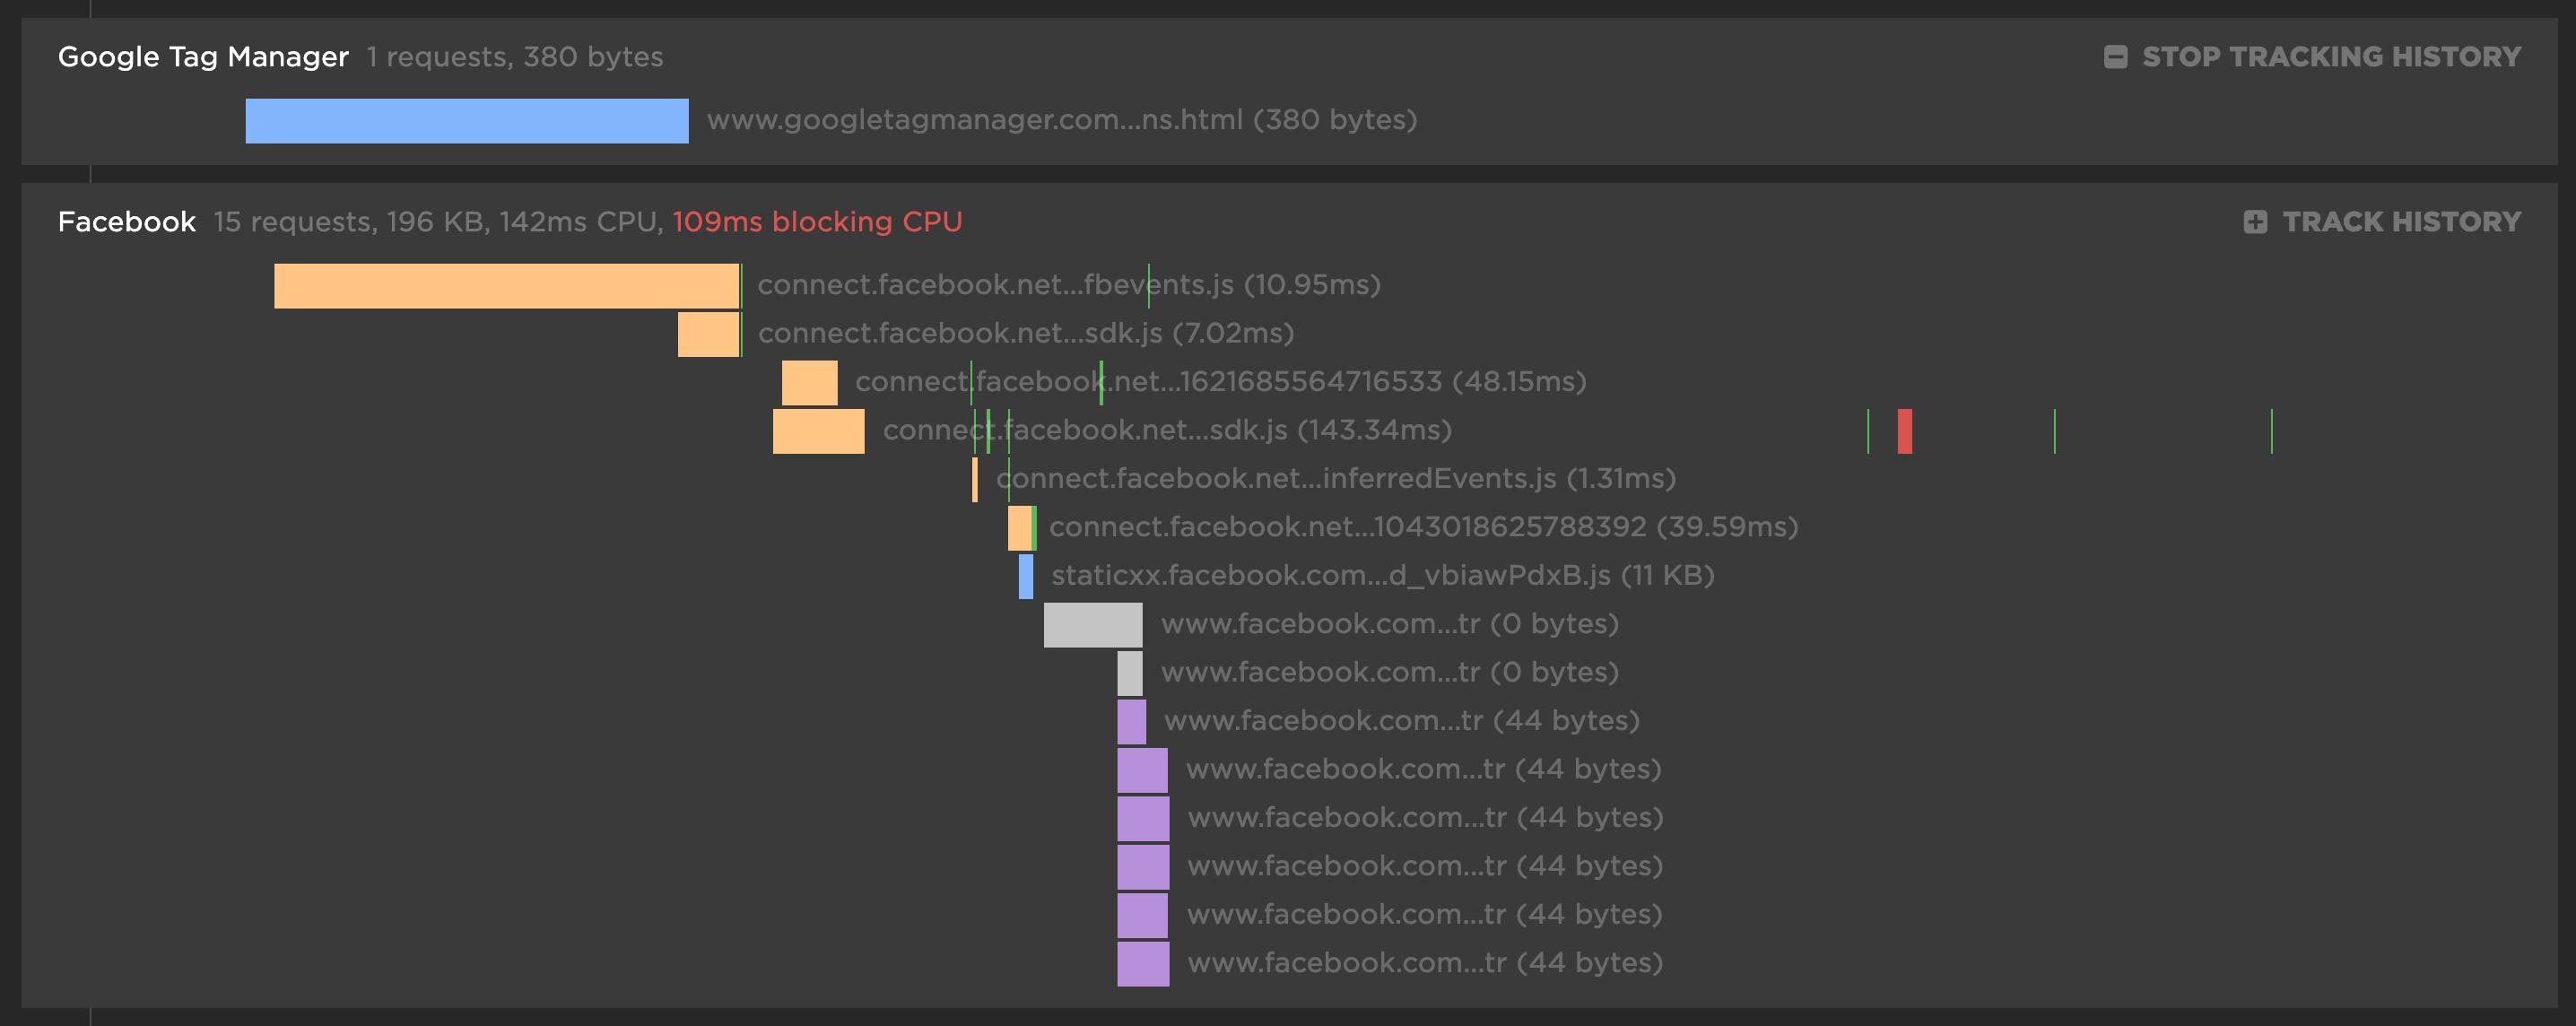 Google Tag Manager 1 requests, 380 bytes STOP TRACKING HISTORY
www.googletagmanager.com...ns.html (380 bytes)
Facebook 15 requests, 196 KB, 142ms CPU, 109ms blocking CPU TRACK HISTORY
connect.facebook.net...fbevents.js (10.95ms)
connect.facebook.net...sdk.js (7.02ms)
connect.facebook.net...1621685564716533 (48.15ms)
connect.facebook.net...sdk.js (143.34ms)
connect.facebook.net...inferredEvents.js (1.31ms)
connect.facebook.net...1043018625788392 (39.59ms)
staticxx.facebook.com...d_vbiawPdxB.js (11 KB)
www.facebook.com...tr (0 bytes)
www.facebook.com...tr (0 bytes)
www.facebook.com...tr (44 bytes)
www.facebook.com...tr (44 bytes)
www.facebook.com...tr (44 bytes)
www.facebook.com...tr (44 bytes)
www.facebook.com...tr (44 bytes)
www.facebook.com...tr (44 bytes)